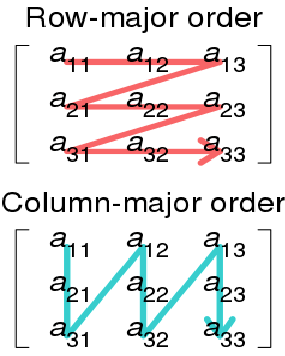 Row-major order
a11 a12 a13
a21 a22 a23
a31 a32 a33
Column-major order
a11 a12 a13
a21 a22 a23
a31 a32 a33